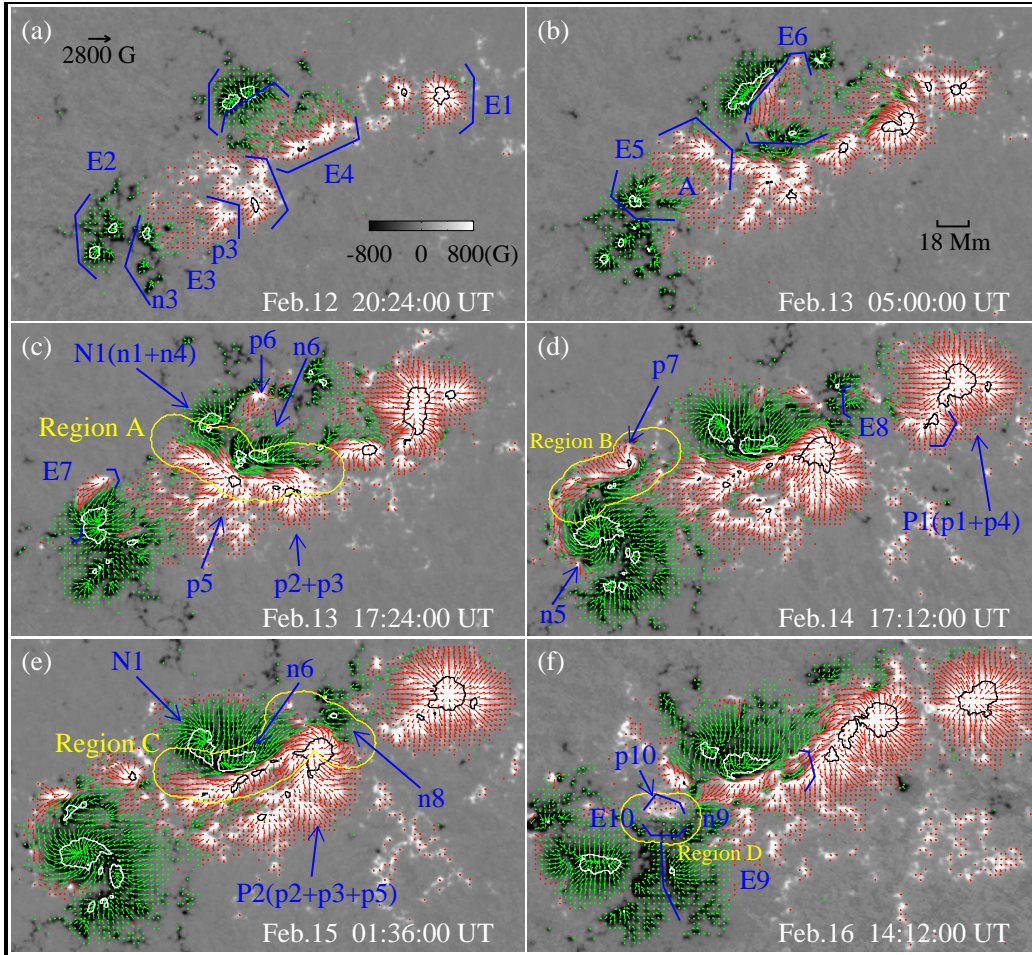 (a)
2800 G
E1
E2
E4
p3
E3
n3
-800 0 800(G)
Feb.12 20:24:00 UT
(b)
E6
E5
A
18 Mm
Feb.13 05:00:00 UT
(c)
p6
N1(n1+n4)
n6
Region A
E7
p5
p2+p3
Feb.13 17:24:00 UT
(d)
p7
E8
Region B
P1(p1+p4)
n5
Feb.14 17:12:00 UT
(e)
N1
n6
Region C
n8
P2(p2+p3+p5)
Feb.15 01:36:00 UT
(f)
p10
E10
n9
Region D
E9
Feb.16 14:12:00 UT